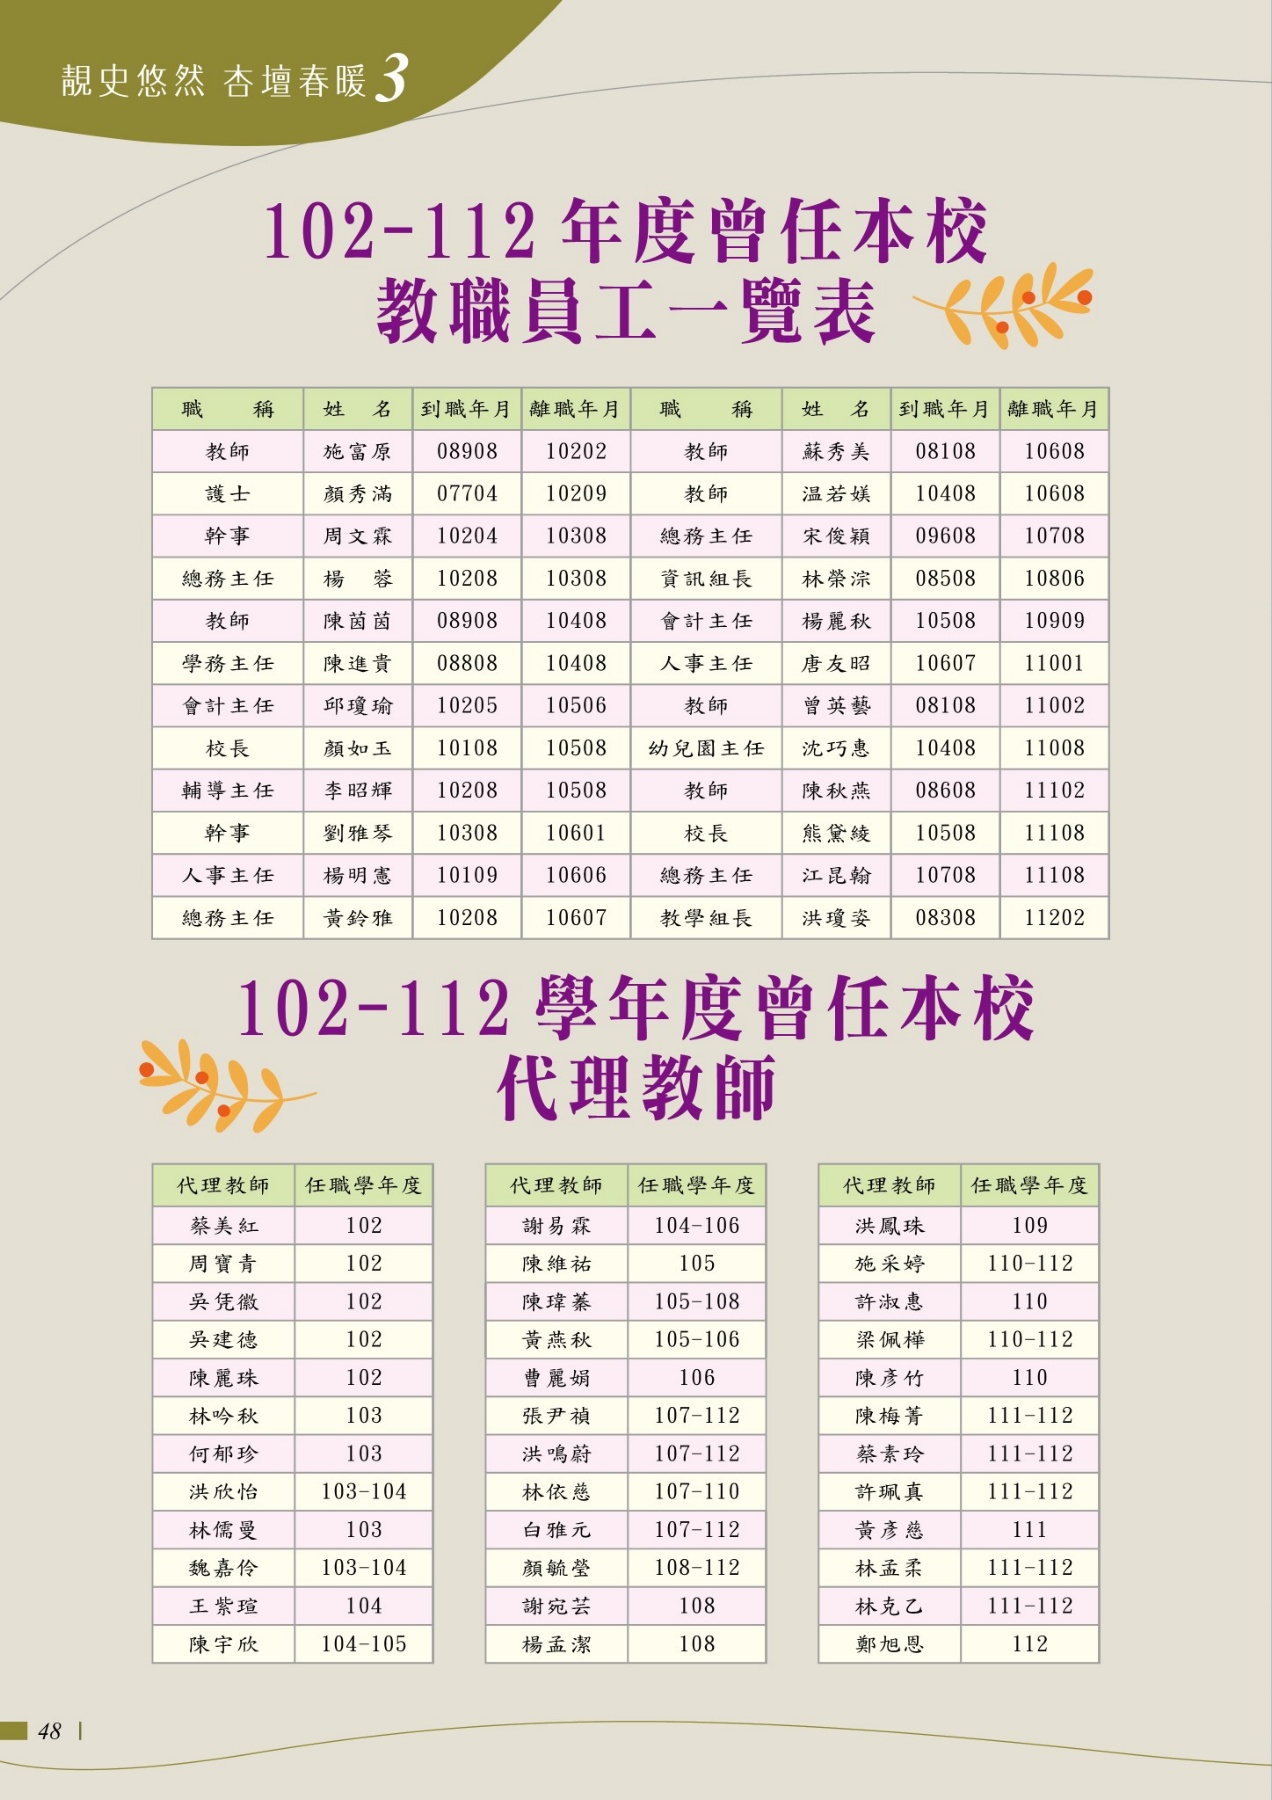 靚史悠然 杏壇春暖3
102-112年度曾任本校
教職員工一覽表
職 稱 姓 名 到職年月 離職年月 職 稱 姓 名 到職年月 離職年月
教師 施富原 08908 10202 教師 蘇秀美 08108 10608
護士 顏秀滿 07704 10209 教師 温若媄 10408 10608
幹事 周文霖 10204 10308 總務主任 宋俊穎 09608 10708
總務主任 楊 蓉 10208 10308 資訊組長 林榮淙 08508 10806
教師 陳茵茵 08908 10408 會計主任 楊麗秋 10508 10909
學務主任 陳進貴 08808 10408 人事主任 唐友昭 10607 11001
會計主任 邱瓊瑜 10205 10506 教師 曾英藝 08108 11002
校長 顏如玉 10108 10508 幼兒園主任 沈巧惠 10408 11008
輔導主任 李昭輝 10208 10508 教師 陳秋燕 08608 11102
幹事 劉雅琴 10308 10601 校長 熊黛綾 10508 11108
人事主任 楊明憲 10109 10606 總務主任 江昆翰 10708 11108
總務主任 黃鈴雅 10208 10607 教學組長 洪瓊姿 08308 11202
102-112學年度曾任本校
代理教師
代理教師 任職學年度 代理教師 任職學年度 代理教師 任職學年度
蔡美紅 102 謝易霖 104-106 洪鳳珠 109
周寶青 102 陳維祐 105 施采婷 110-112
吳凭徽 102 陳瑋蓁 105-108 許淑惠 110
吳建德 102 黃燕秋 105-106 梁佩樺 110-112
陳麗珠 102 曹麗娟 106 陳彥竹 110
林吟秋 103 張尹禎 107-112 陳梅菁 111-112
何郁珍 103 洪鳴蔚 107-112 蔡素玲 111-112
洪欣怡 103-104 林依慈 107-110 許珮真 111-112
林儒曼 103 白雅元 107-112 黃彥慈 111
魏嘉伶 103-104 顏毓瑩 108-112 林孟柔 111-112
王紫瑄 104 謝宛芸 108 林克乙 111-112
陳宇欣 104-105 楊孟潔 108 鄭旭恩 112
48